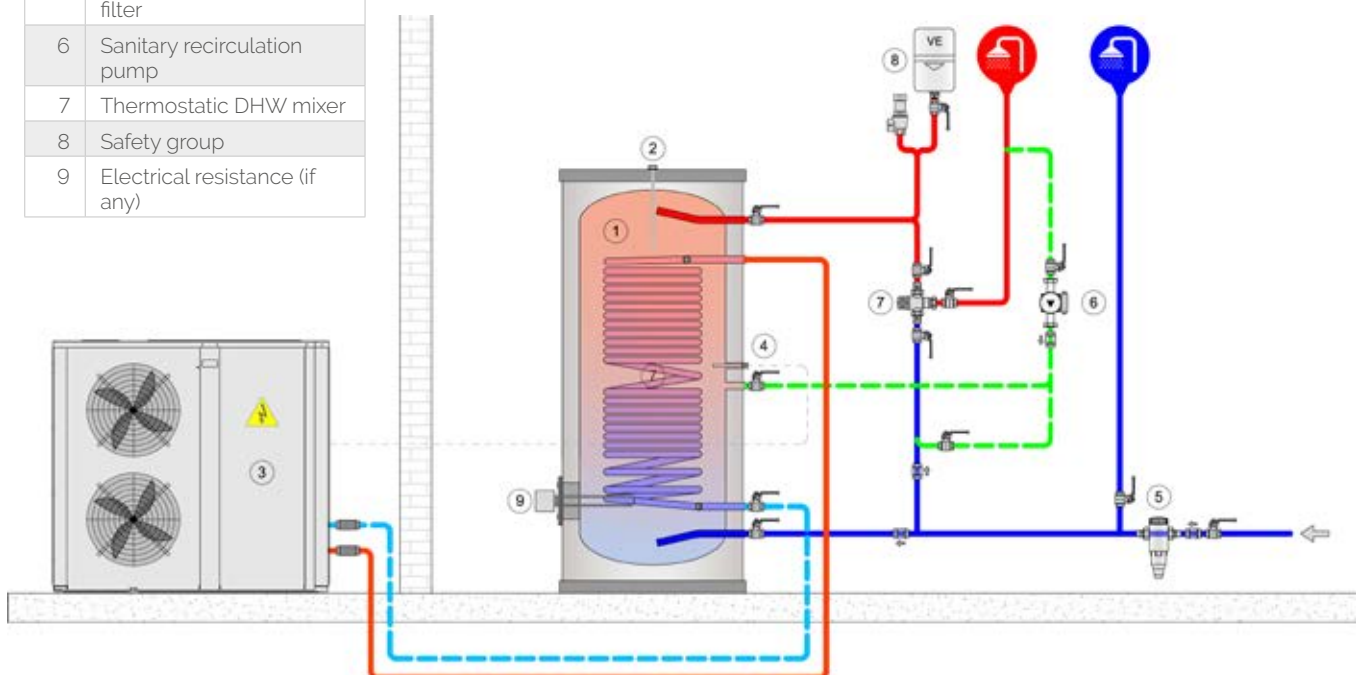 filter
6 Sanitary recirculation
pump
7 Thermostatic DHW mixer
8 Safety group
9 Electrical resistance (if
any)
VE
8
2
1
7
6
4
7
3
9
5